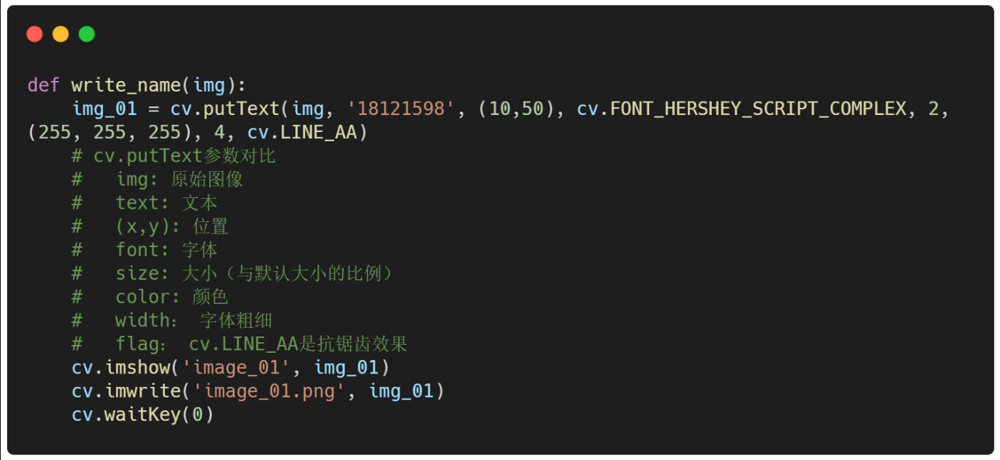 def write_name(img):
    img_01 = cv.putText(img, '18121598', (10,50), cv.FONT_HERSHEY_SCRIPT_COMPLEX, 2,
(255, 255, 255), 4, cv.LINE_AA)
    # cv.putText参数对比
    #   img: 原始图像
    #   text: 文本
    #   (x,y): 位置
    #   font: 字体
    #   size: 大小（与默认大小的比例）
    #   color: 颜色
    #   width： 字体粗细
    #   flag： cv.LINE_AA是抗锯齿效果
    cv.imshow('image_01', img_01)
    cv.imwrite('image_01.png', img_01)
    cv.waitKey(0)